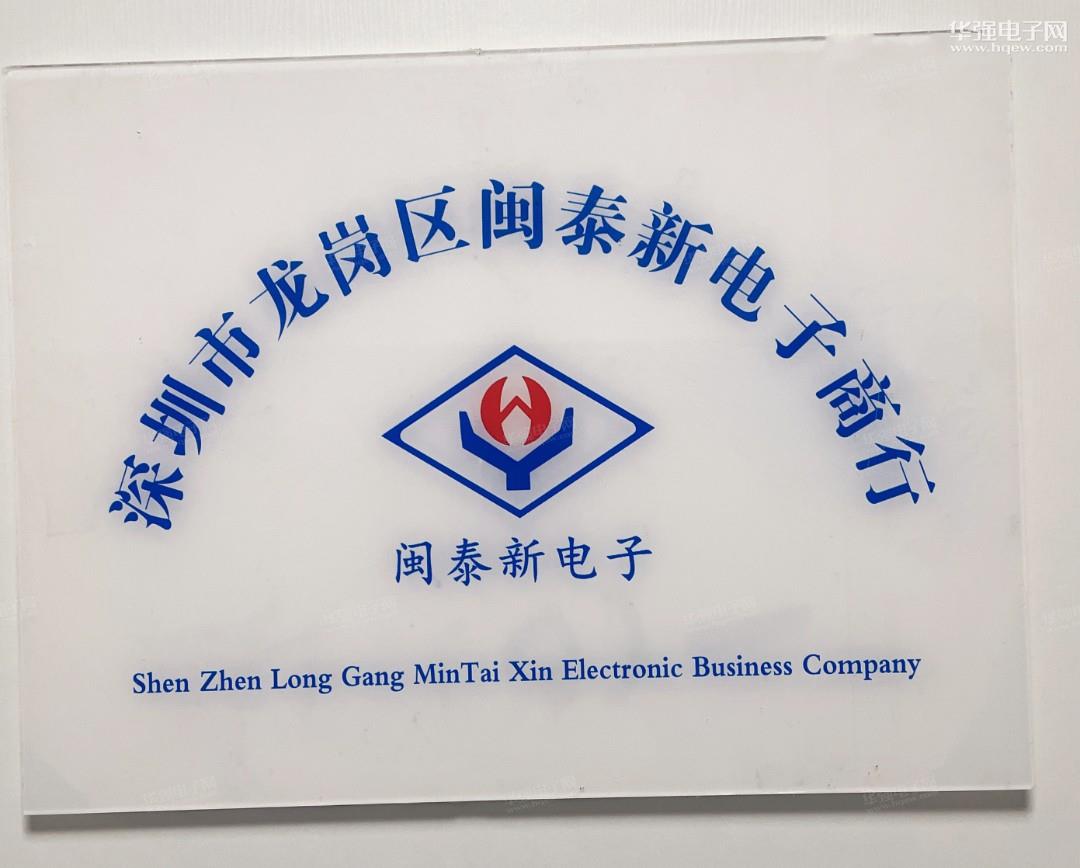 华强电子网
www.hqew.com
深圳市龙岗区闽泰新电子商行
闽泰新电子
Shen Zhen Long Gang MinTai Xin Electronic Business Company